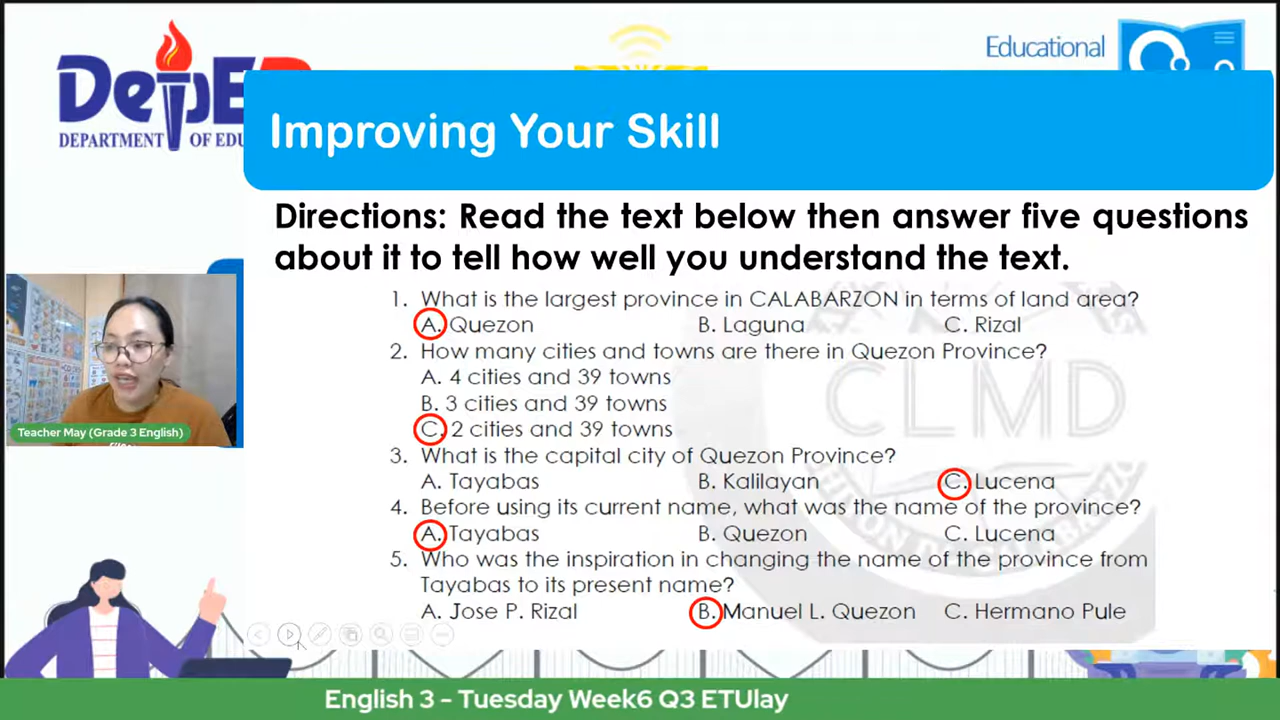 DepED
DEPARTMENT OF EDU
Educational
Improving Your Skill
Directions: Read the text below then answer five questions
about it to tell how well you understand the text.
1. What is the largest province in CALABARZON in terms of land area?
A. Quezon B. Laguna C. Rizal
2. How many cities and towns are there in Quezon Province?
A. 4 cities and 39 towns
B. 3 cities and 39 towns
C. 2 cities and 39 towns
3. What is the capital city of Quezon Province?
A. Tayabas B. Kalilayan C. Lucena
4. Before using its current name, what was the name of the province?
A. Tayabas B. Quezon C. Lucena
5. Who was the inspiration in changing the name of the province from
Tayabas to its present name?
A. Jose P. Rizal B. Manuel L. Quezon C. Hermano Pule
CLMD
Teacher May (Grade 3 English)
English 3 – Tuesday Week6 Q3 ETUlay